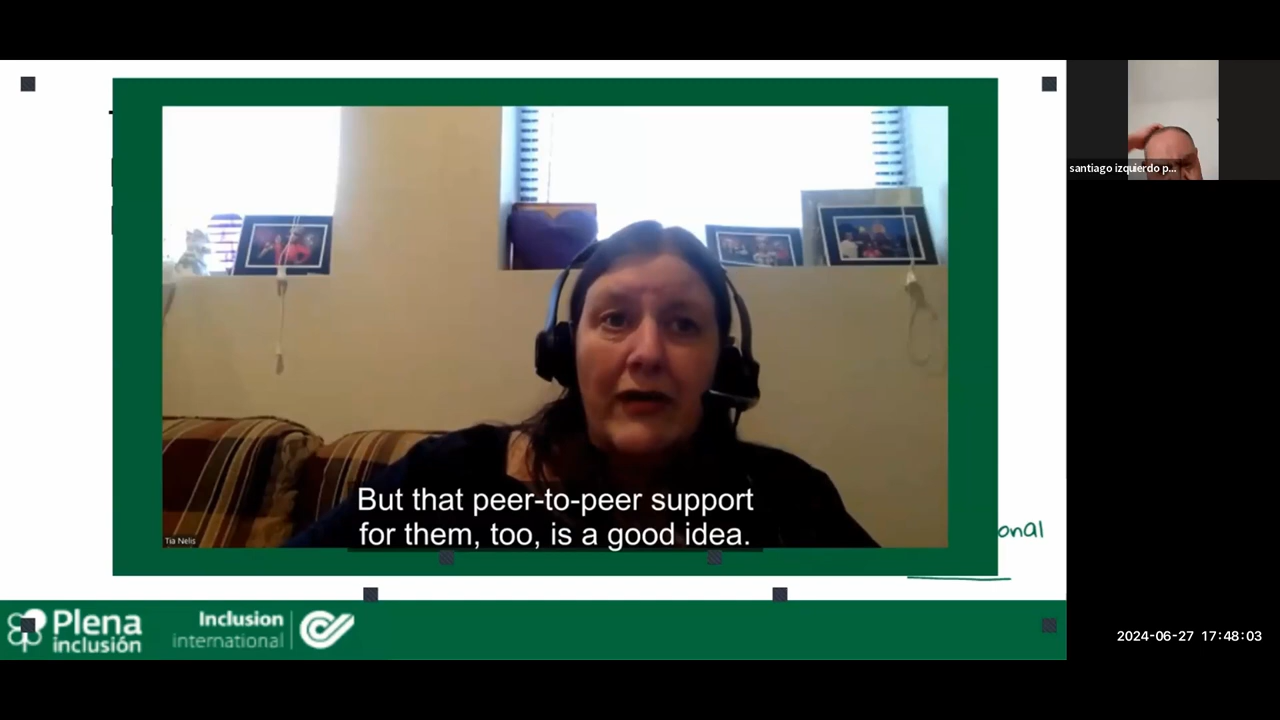 santiago izquierdo p...
But that peer-to-peer support
for them, too, is a good idea.
Tia Nelis
onal
Plena
inclusión
Inclusion
international
2024-06-27 17:48:03